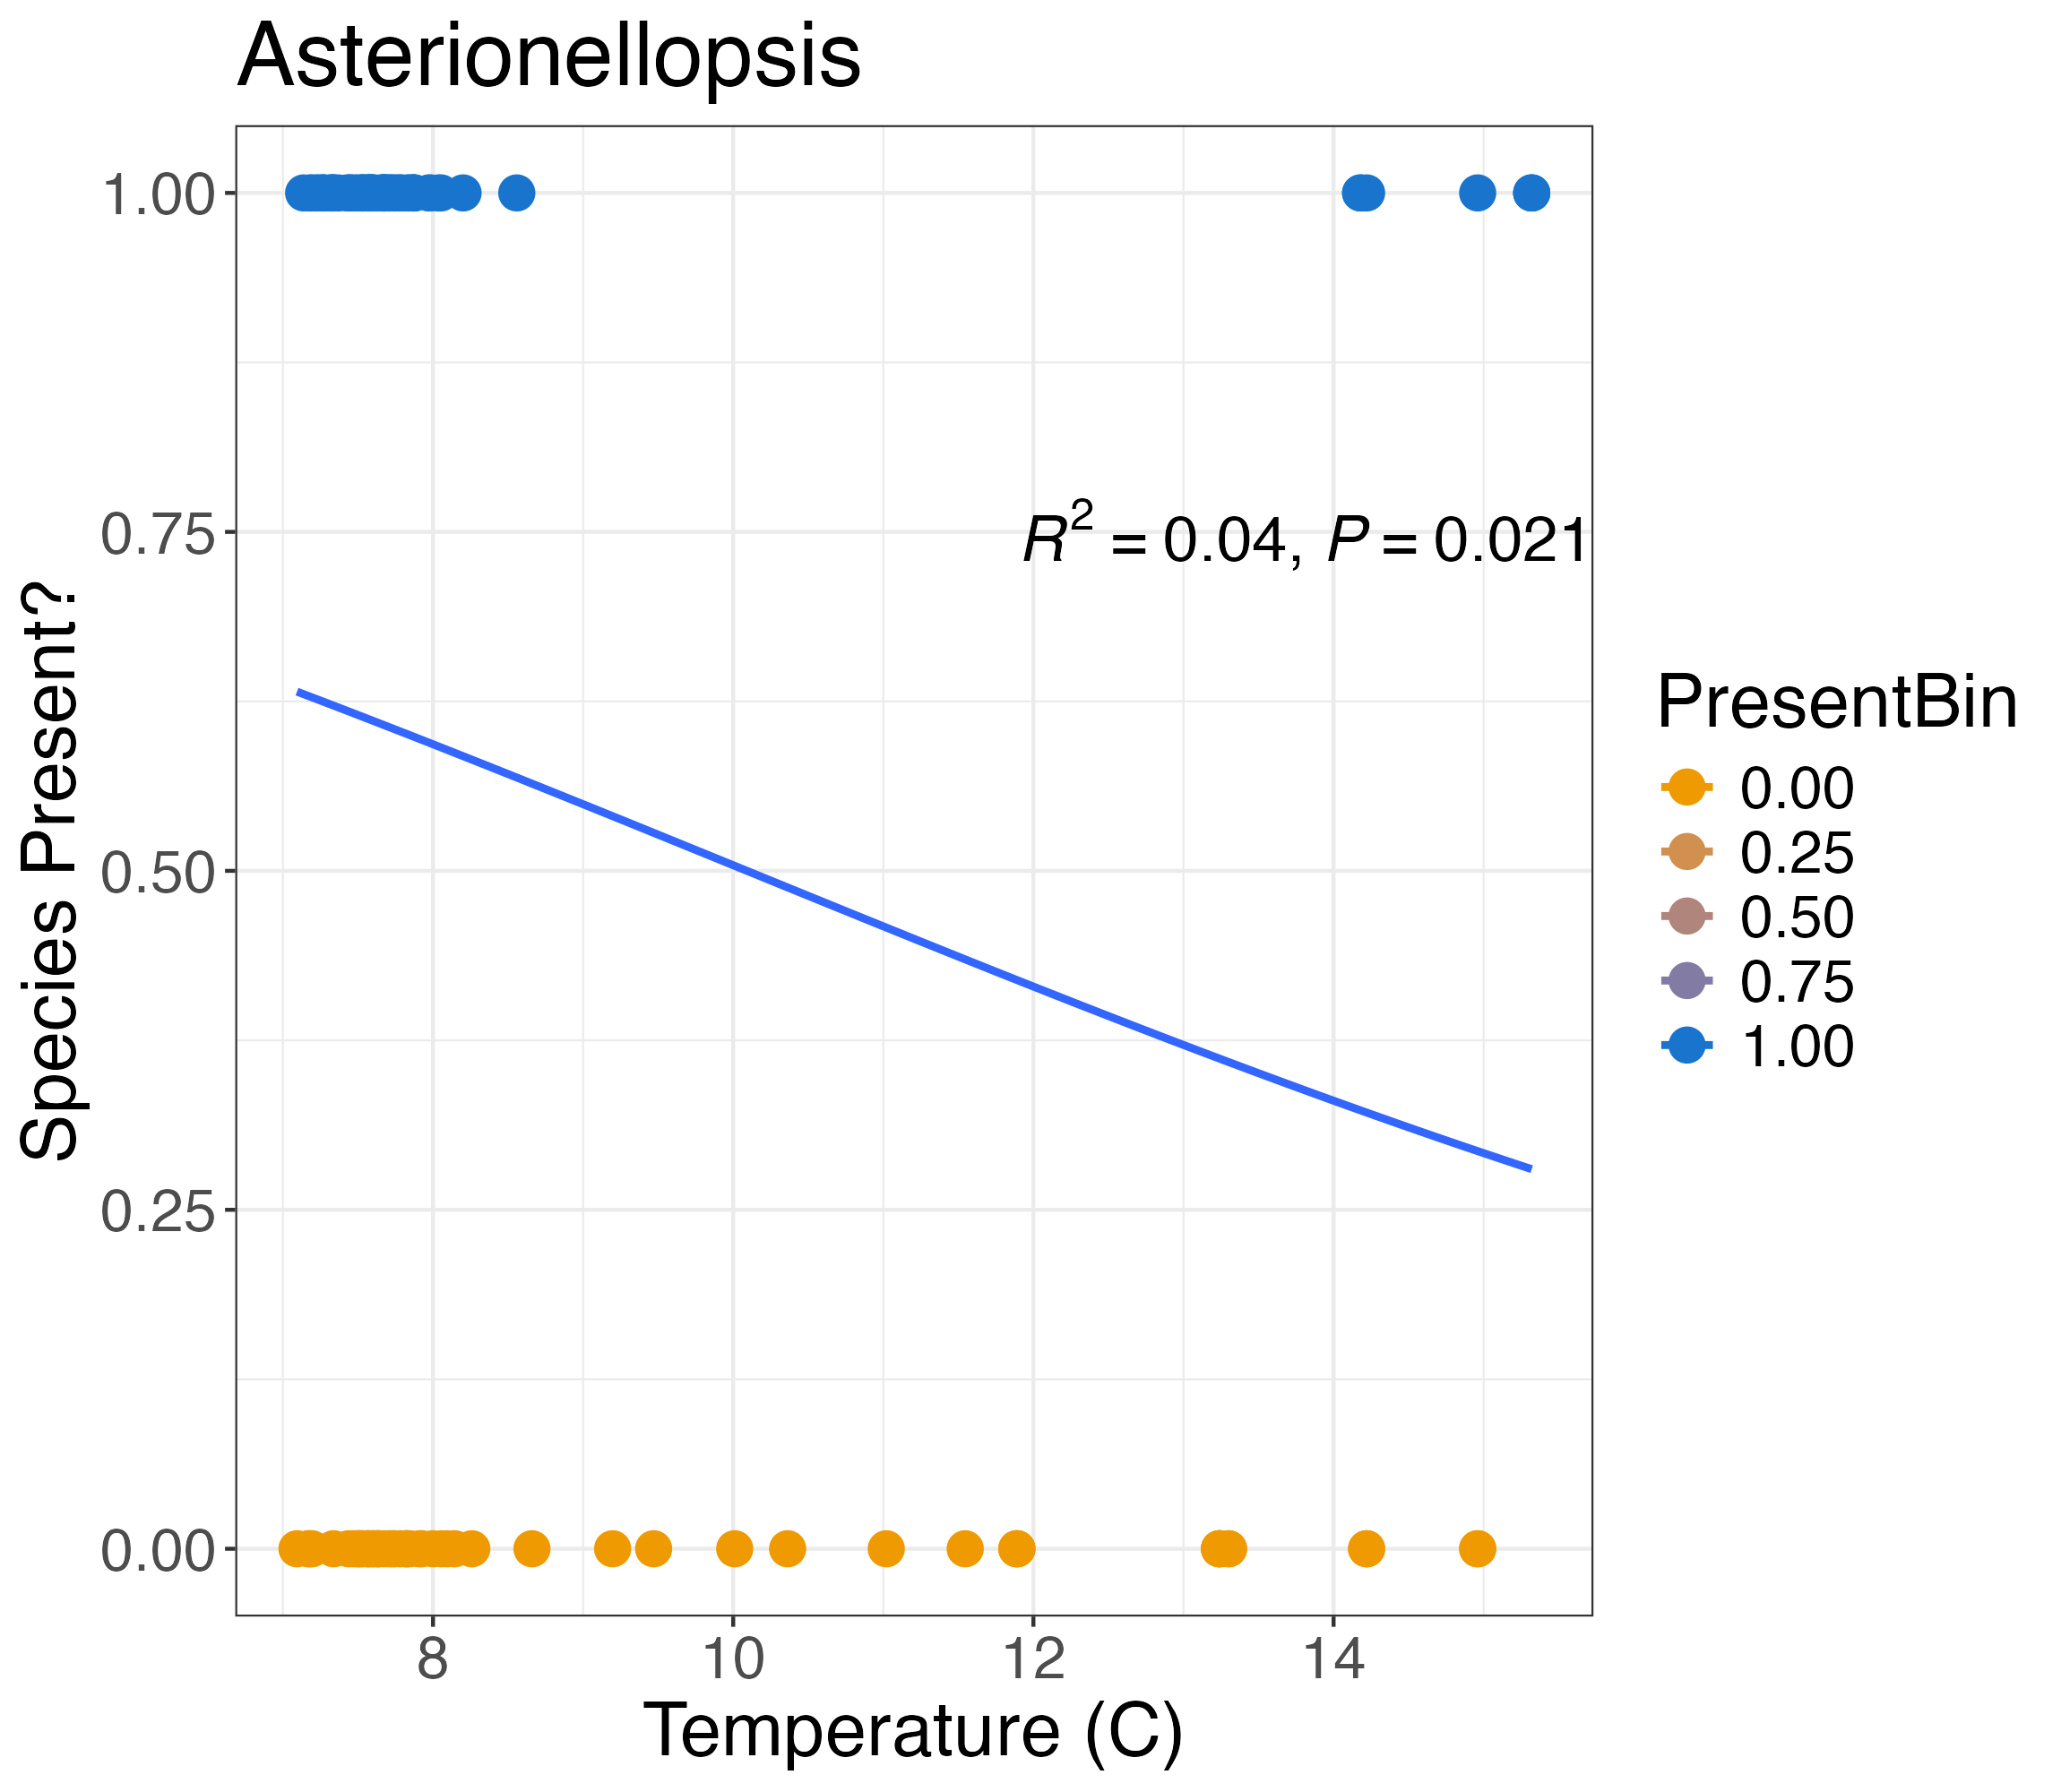 Asterionellopsis
1.00
0.75
0.50
0.25
0.00
Species Present?
R² = 0.04, P = 0.021
8 10 12 14
Temperature (C)
PresentBin
0.00
0.25
0.50
0.75
1.00